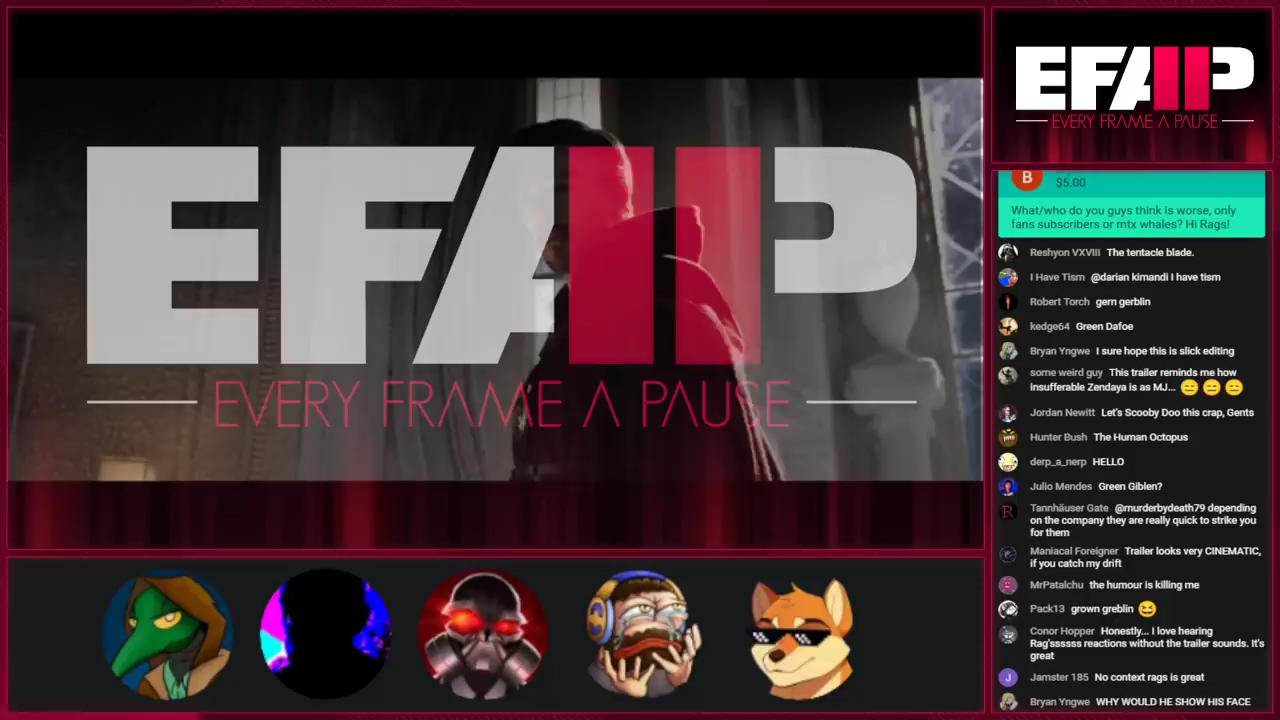 EFAP
EVERY FRAME A PAUSE
EFAP
EVERY FRAME A PAUSE
B
$5.00
What/who do you guys think is worse, only
fans subscribers or mtx whales? Hi Rags!
Reshyon VXVIII The tentacle blade.
I Have Tism @darian kimandi I have tism
Robert Torch gern gerblin
kedge64 Green Dafoe
Bryan Yngwe I sure hope this is slick editing
some weird guy This trailer reminds me how
insufferable Zendaya is as MJ... 😑 😑 😑
Jordan Newitt Let's Scooby Doo this crap, Gents
Hunter Bush The Human Octopus
derp_a_nerp HELLO
Julio Mendes Green Giblen?
R
Tannhäuser Gate @murderbydeath79 depending
on the company they are really quick to strike you
for them
Maniacal Foreigner Trailer looks very CINEMATIC,
if you catch my drift
MrPatalchu the humour is killing me
Pack13 grown greblin 😆
Conor Hopper Honestly... I love hearing
Rag'ssssss reactions without the trailer sounds. It's
great
J
Jamster 185 No context rags is great
Bryan Yngwe WHY WOULD HE SHOW HIS FACE